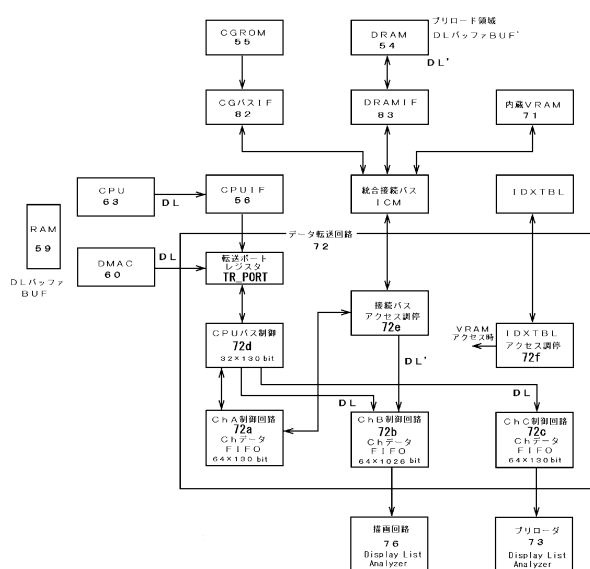 CGROM
55
DRAM
54
プリロード領域
DLバッファBUF'
DL'
CGバスIF
82
DRAMIF
83
内蔵VRAM
71
CPU
63
DL
CPUIF
56
統合接続バス
ICM
IDXTBL
RAM
59
DLバッファ
BUF
DMAC
60
DL
データ転送回路
72
転送ポート
レジスタ
TR_PORT
接続バス
アクセス調停
72e
CPUバス制御
72d
32×130bit
VRAM
アクセス時
IDXTBL
アクセス調停
72f
DL'
DL
DL
ChA制御回路
72a
Chデータ
FIFO
64×130bit
ChB制御回路
72b
Chデータ
FIFO
64×1026bit
ChC制御回路
72c
Chデータ
FIFO
64×130bit
描画回路
76
Display List
Analyzer
プリローダ
73
Display List
Analyzer